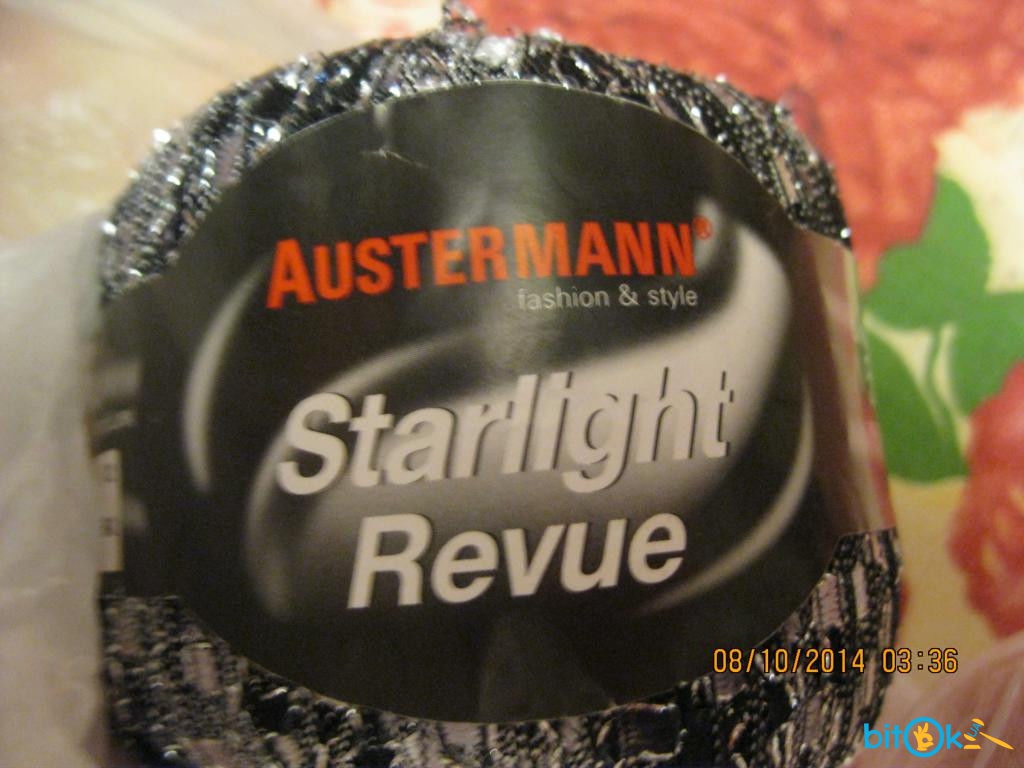 AUSTERMANN®
fashion & style
Starlight
Revue
08/10/2014 03:36
bitOk